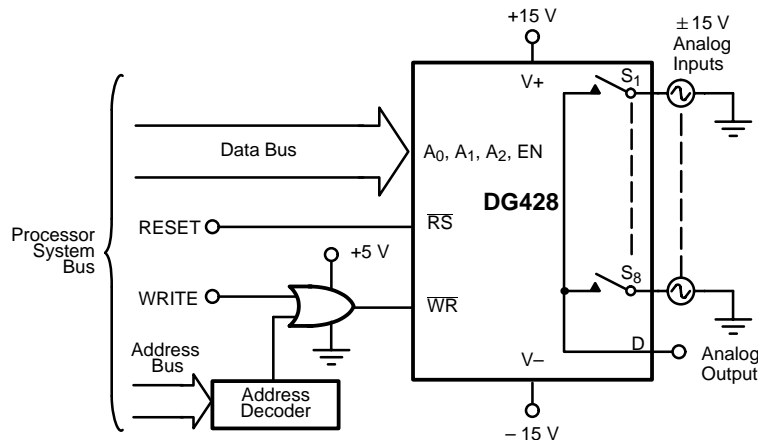 +15 V
± 15 V
Analog
Inputs
V+
S1
Data Bus
A0, A1, A2, EN
DG428
RESET
RS
Processor
System
Bus
+5 V
WRITE
WR
S8
Address
Bus
Address
Decoder
V–
D
Analog
Output
– 15 V